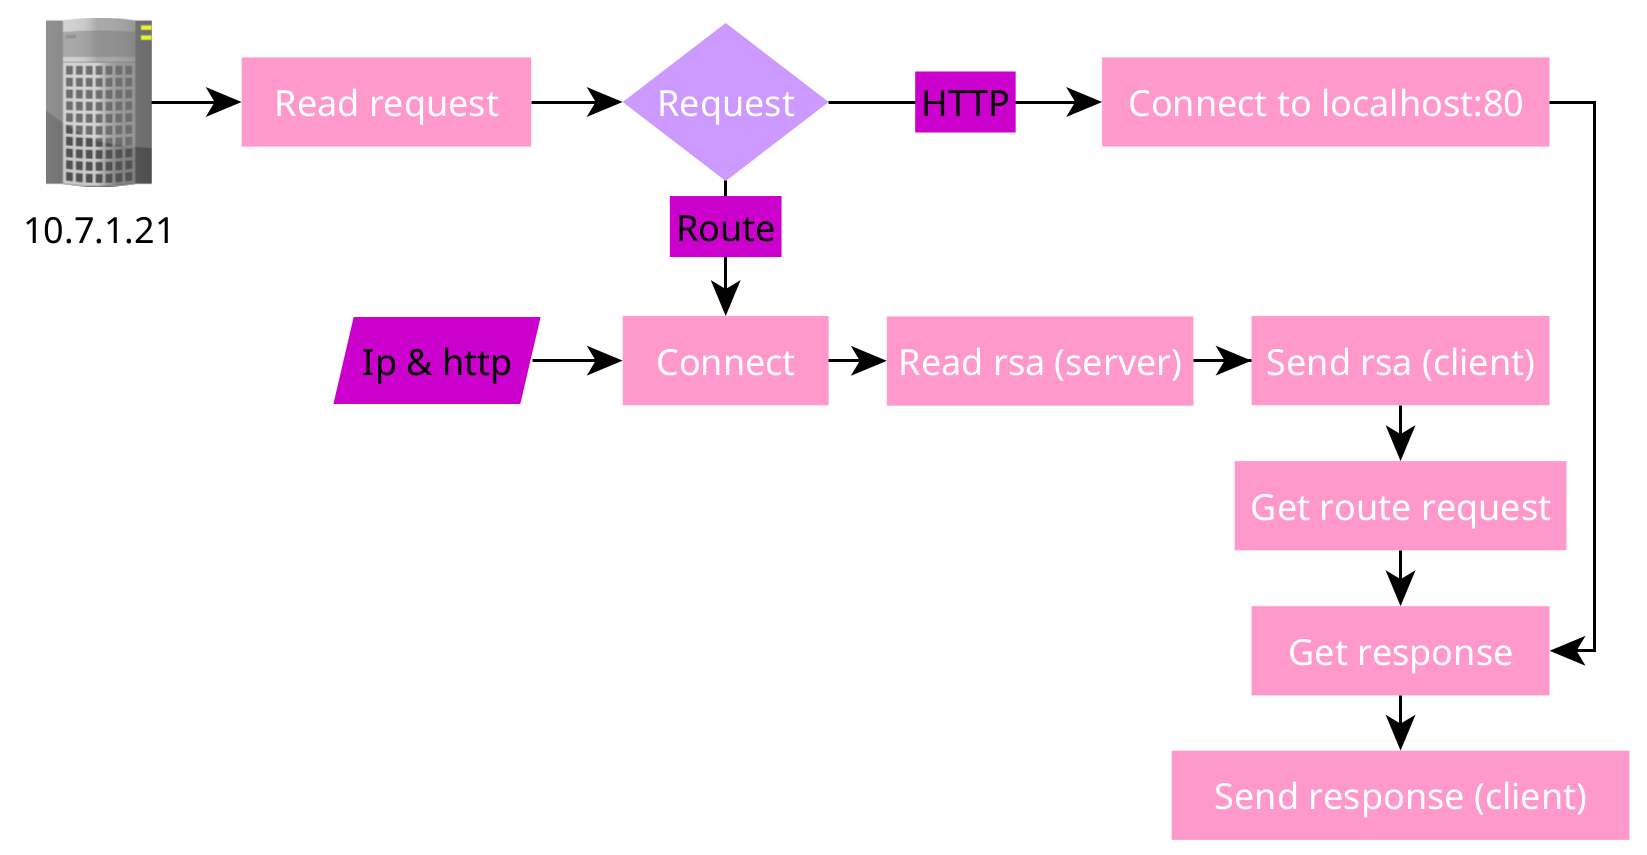 10.7.1.21
Read request
Request
HTTP
Connect to localhost:80
Route
Ip & http
Connect
Read rsa (server)
Send rsa (client)
Get route request
Get response
Send response (client)